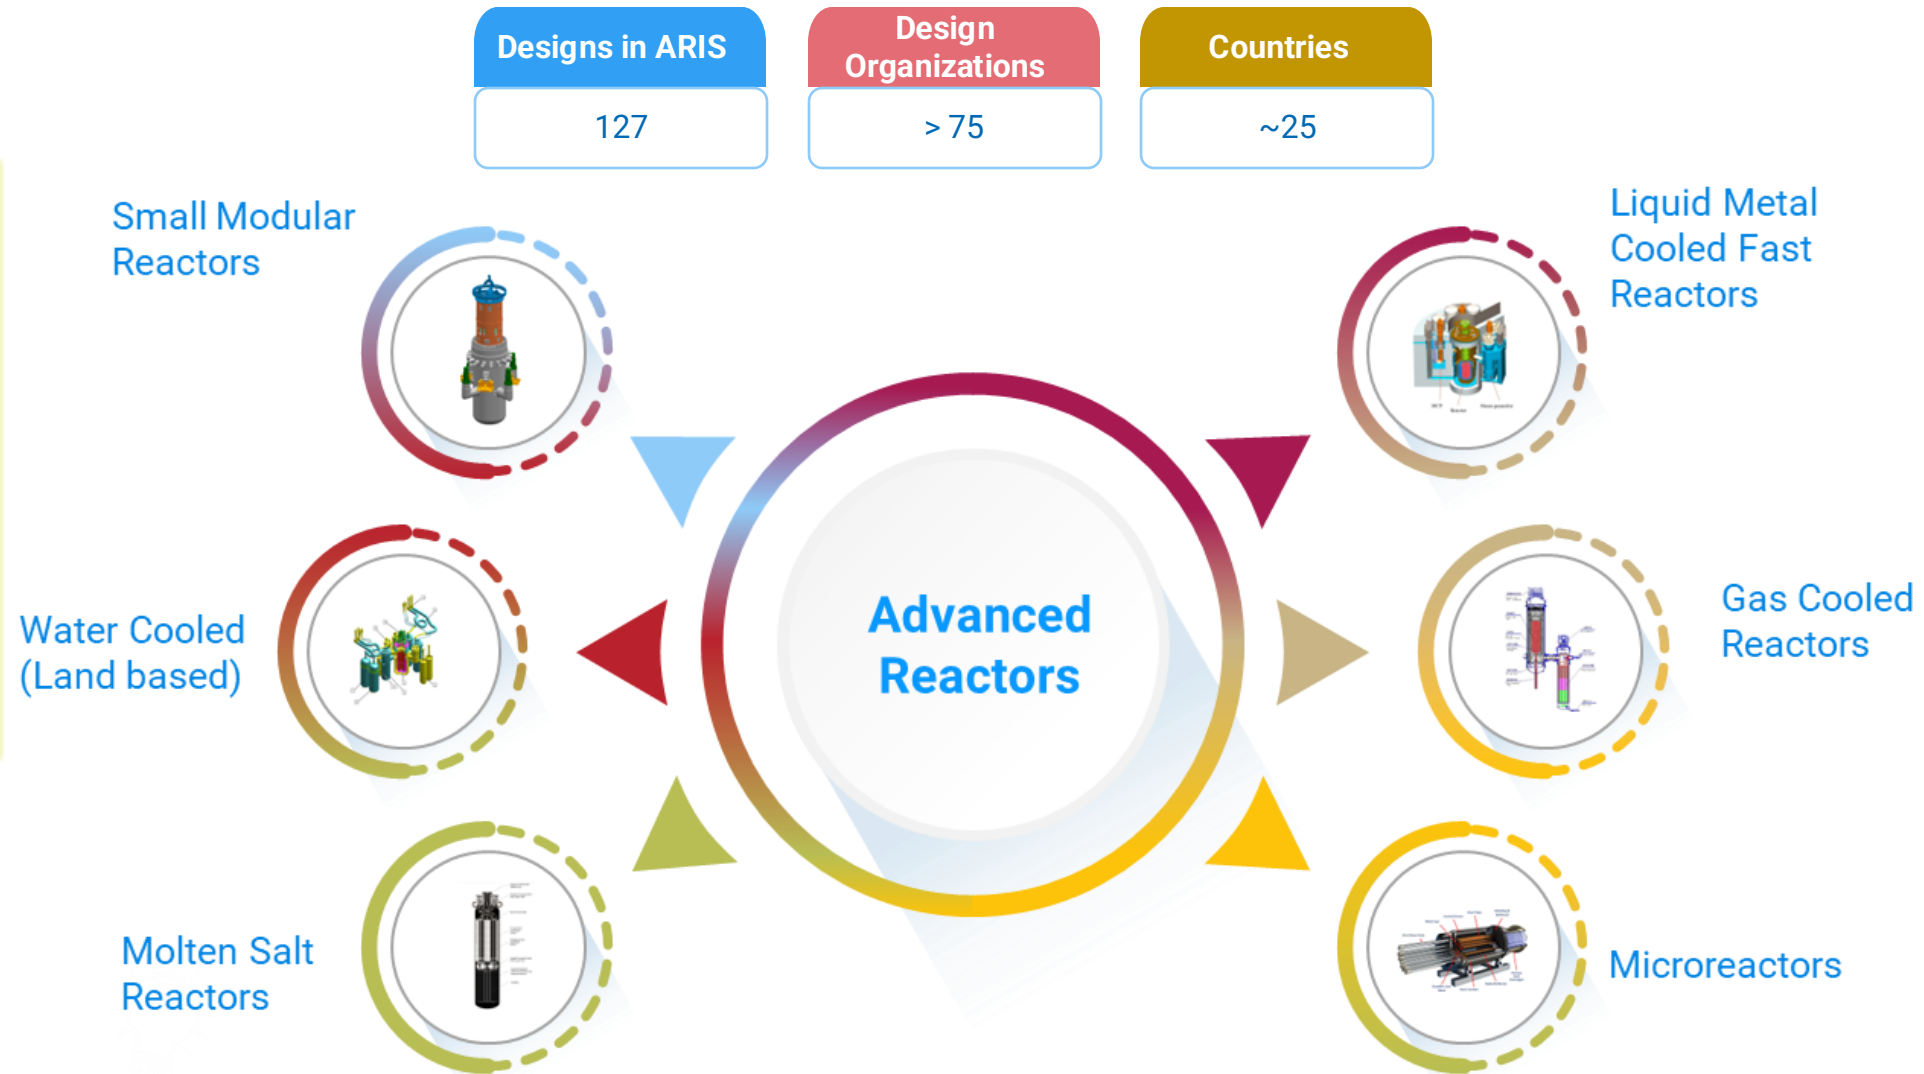 Designs in ARIS
127
Design
Organizations
> 75
Countries
~25
Small Modular
Reactors
Liquid Metal
Cooled Fast
Reactors
Water Cooled
(Land based)
Advanced
Reactors
Gas Cooled
Reactors
Molten Salt
Reactors
Microreactors